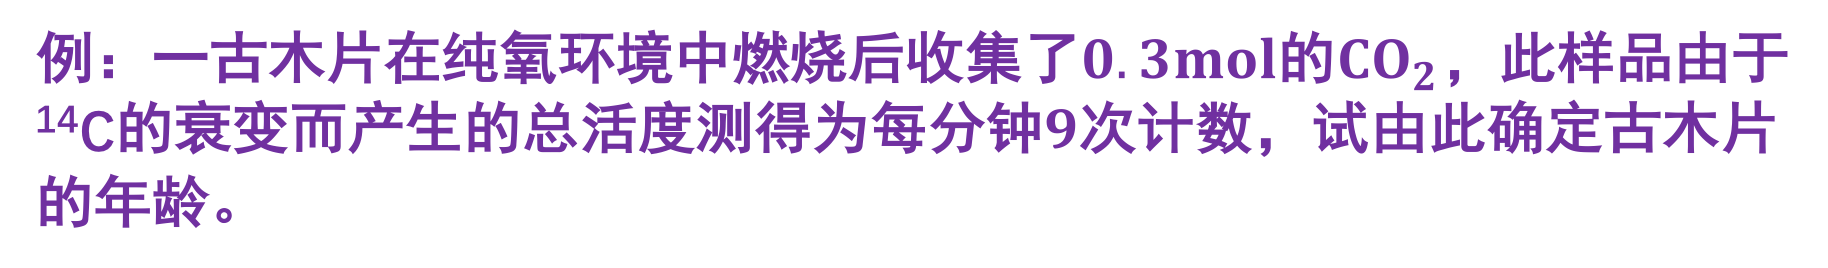 例：一古木片在纯氧环境中燃烧后收集了0.3mol的CO₂，此样品由于
¹⁴C的衰变而产生的总活度测得为每分钟9次计数，试由此确定古木片
的年龄。